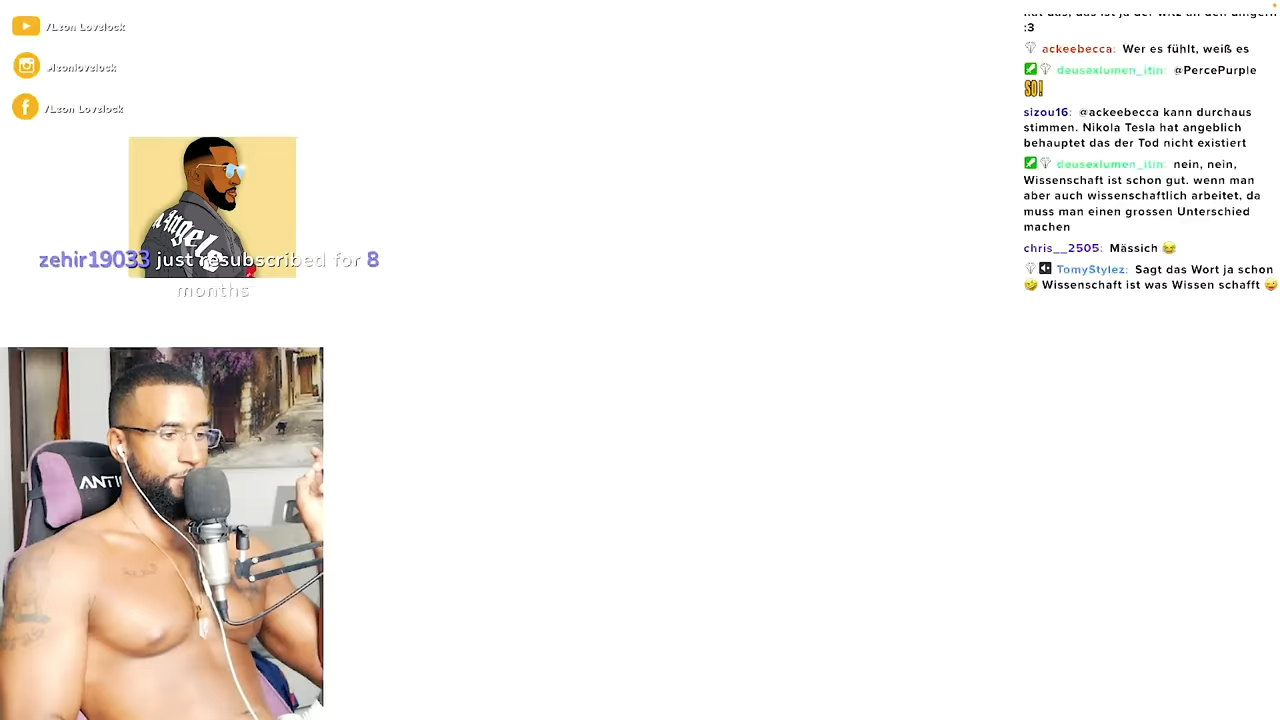 /Leon Lovelock
leonlovelock
/Leon Lovelock
Angeles
zehir19033 just resubscribed for 8
months
ANTI
:3
ackeebecca: Wer es fühlt, weiß es
deusexlumen_itin: @PercePurple
SO!
sizou16: @ackeebecca kann durchaus
stimmen. Nikola Tesla hat angeblich
behauptet das der Tod nicht existiert
deusexlumen_itin: nein, nein,
Wissenschaft ist schon gut. wenn man
aber auch wissenschaftlich arbeitet, da
muss man einen grossen Unterschied
machen
chris__2505: Mässich 😂
TomyStylez: Sagt das Wort ja schon
🤣 Wissenschaft ist was Wissen schafft 😜